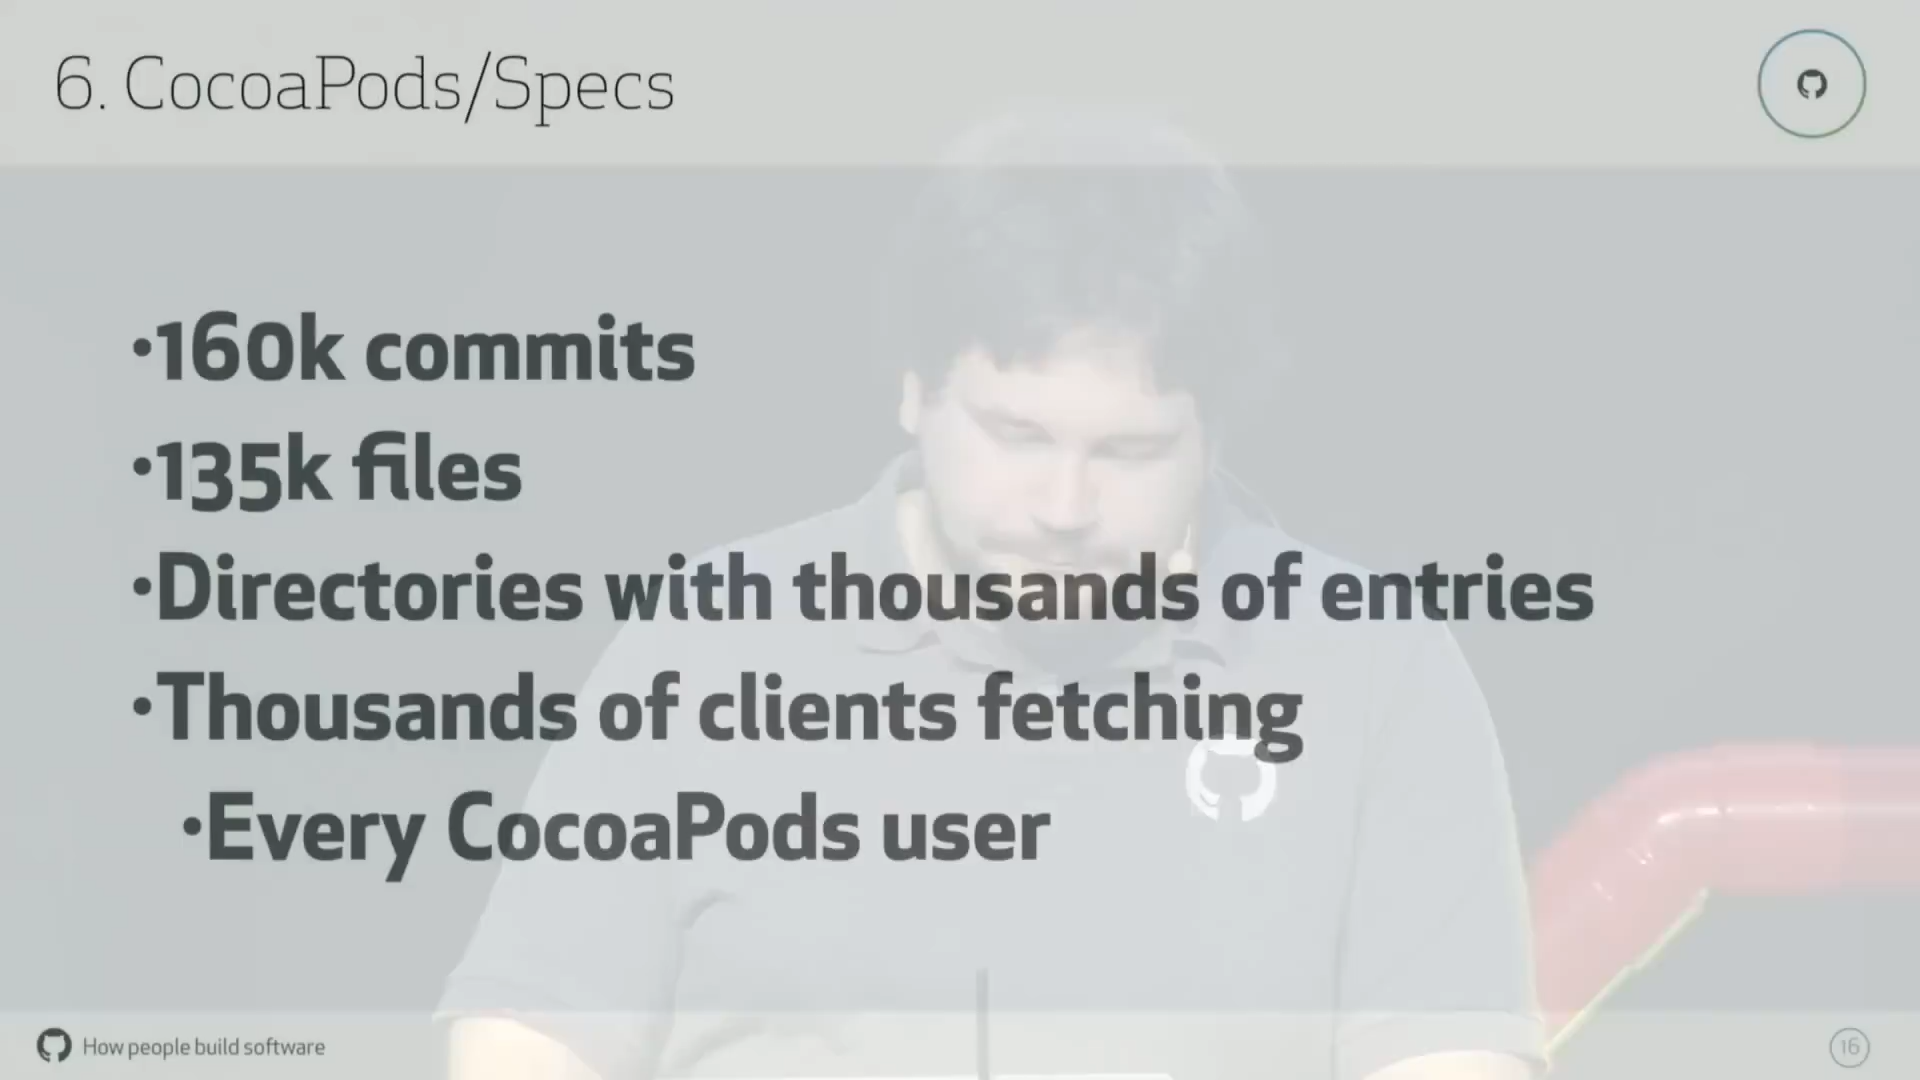 6. CocoaPods/Specs
•160k commits
•135k files
•Directories with thousands of entries
•Thousands of clients fetching
•Every CocoaPods user
How people build software
16